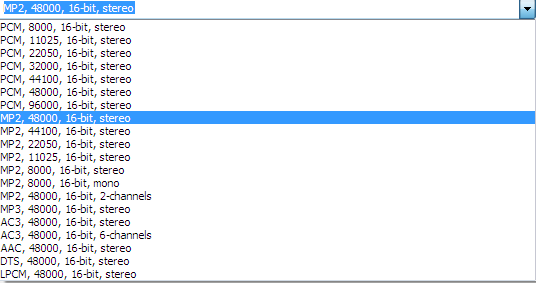 MP2, 48000, 16-bit, stereo
PCM, 8000, 16-bit, stereo
PCM, 11025, 16-bit, stereo
PCM, 22050, 16-bit, stereo
PCM, 32000, 16-bit, stereo
PCM, 44100, 16-bit, stereo
PCM, 48000, 16-bit, stereo
PCM, 96000, 16-bit, stereo
MP2, 48000, 16-bit, stereo
MP2, 44100, 16-bit, stereo
MP2, 22050, 16-bit, stereo
MP2, 11025, 16-bit, stereo
MP2, 8000, 16-bit, stereo
MP2, 8000, 16-bit, mono
MP2, 48000, 16-bit, 2-channels
MP3, 48000, 16-bit, stereo
AC3, 48000, 16-bit, stereo
AC3, 48000, 16-bit, 6-channels
AAC, 48000, 16-bit, stereo
DTS, 48000, 16-bit, stereo
LPCM, 48000, 16-bit, stereo